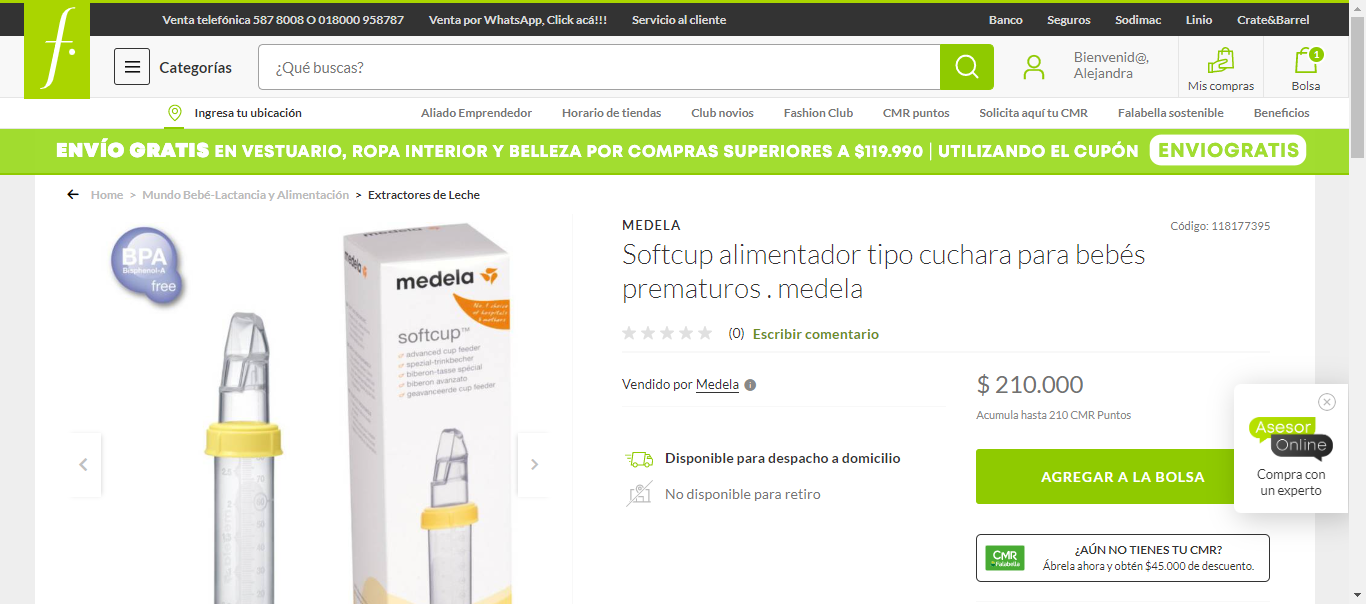 Venta telefónica 587 8008 O 018000 958787
Venta por WhatsApp, Click acá!!!
Servicio al cliente
Banco
Seguros
Sodimac
Linio
Crate&Barrel
f.
Categorías
¿Qué buscas?
Bienvenid@,
Alejandra
Mis compras
1
Bolsa
Ingresa tu ubicación
Aliado Emprendedor
Horario de tiendas
Club novios
Fashion Club
CMR puntos
Solicita aquí tu CMR
Falabella sostenible
Beneficios
ENVÍO GRATIS EN VESTUARIO, ROPA INTERIOR Y BELLEZA POR COMPRAS SUPERIORES A $119.990 | UTILIZANDO EL CUPÓN ENVIOGRATIS
Home > Mundo Bebé-Lactancia y Alimentación > Extractores de Leche
BPA
Bisphenol-A
free
medela
medela
softcup™
advanced cup feeder
spezial-trinkbecher
biberon-tasse spécial
biberon avanzato
geavanceerde cup feeder
MEDELA
Código: 118177395
Softcup alimentador tipo cuchara para bebés
prematuros . medela
(0) Escribir comentario
Vendido por Medela
$ 210.000
Acumula hasta 210 CMR Puntos
Disponible para despacho a domicilio
No disponible para retiro
AGREGAR A LA BOLSA
Asesor
Online
Compra con
un experto
CMR
Falabella
¿AÚN NO TIENES TU CMR?
Ábrela ahora y obtén $45.000 de descuento.